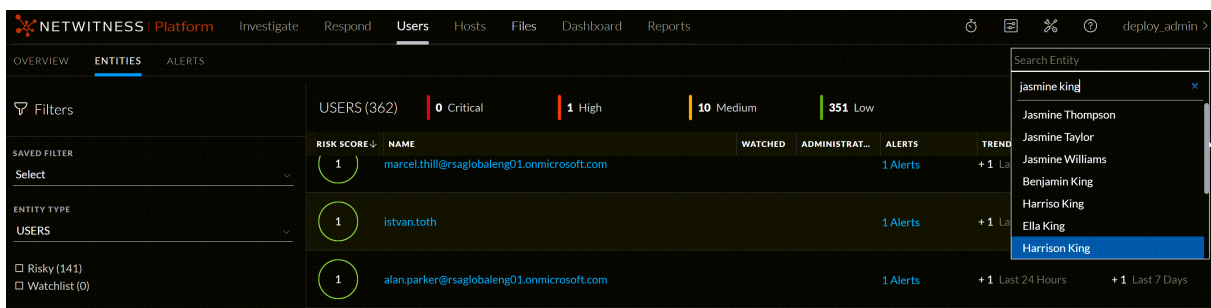 NETWITNESS Platform Investigate Respond Users Hosts Files Dashboard Reports deploy_admin >
OVERVIEW ENTITIES ALERTS
Search Entity
jasmine king
Jasmine Thompson
Jasmine Taylor
Jasmine Williams
Benjamin King
Harriso King
Ella King
Harrison King
Filters
SAVED FILTER
Select
ENTITY TYPE
USERS
Risky (141)
Watchlist (0)
USERS (362) 0 Critical 1 High 10 Medium 351 Low
RISK SCORE NAME WATCHED ADMINISTRAT... ALERTS TREND
1 marcel.thill@rsaglobaleng01.onmicrosoft.com 1 Alerts +1 La
1 istvan.toth 1 Alerts +1 La
1 alan.parker@rsaglobaleng01.onmicrosoft.com 1 Alerts +1 Last 24 Hours +1 Last 7 Days